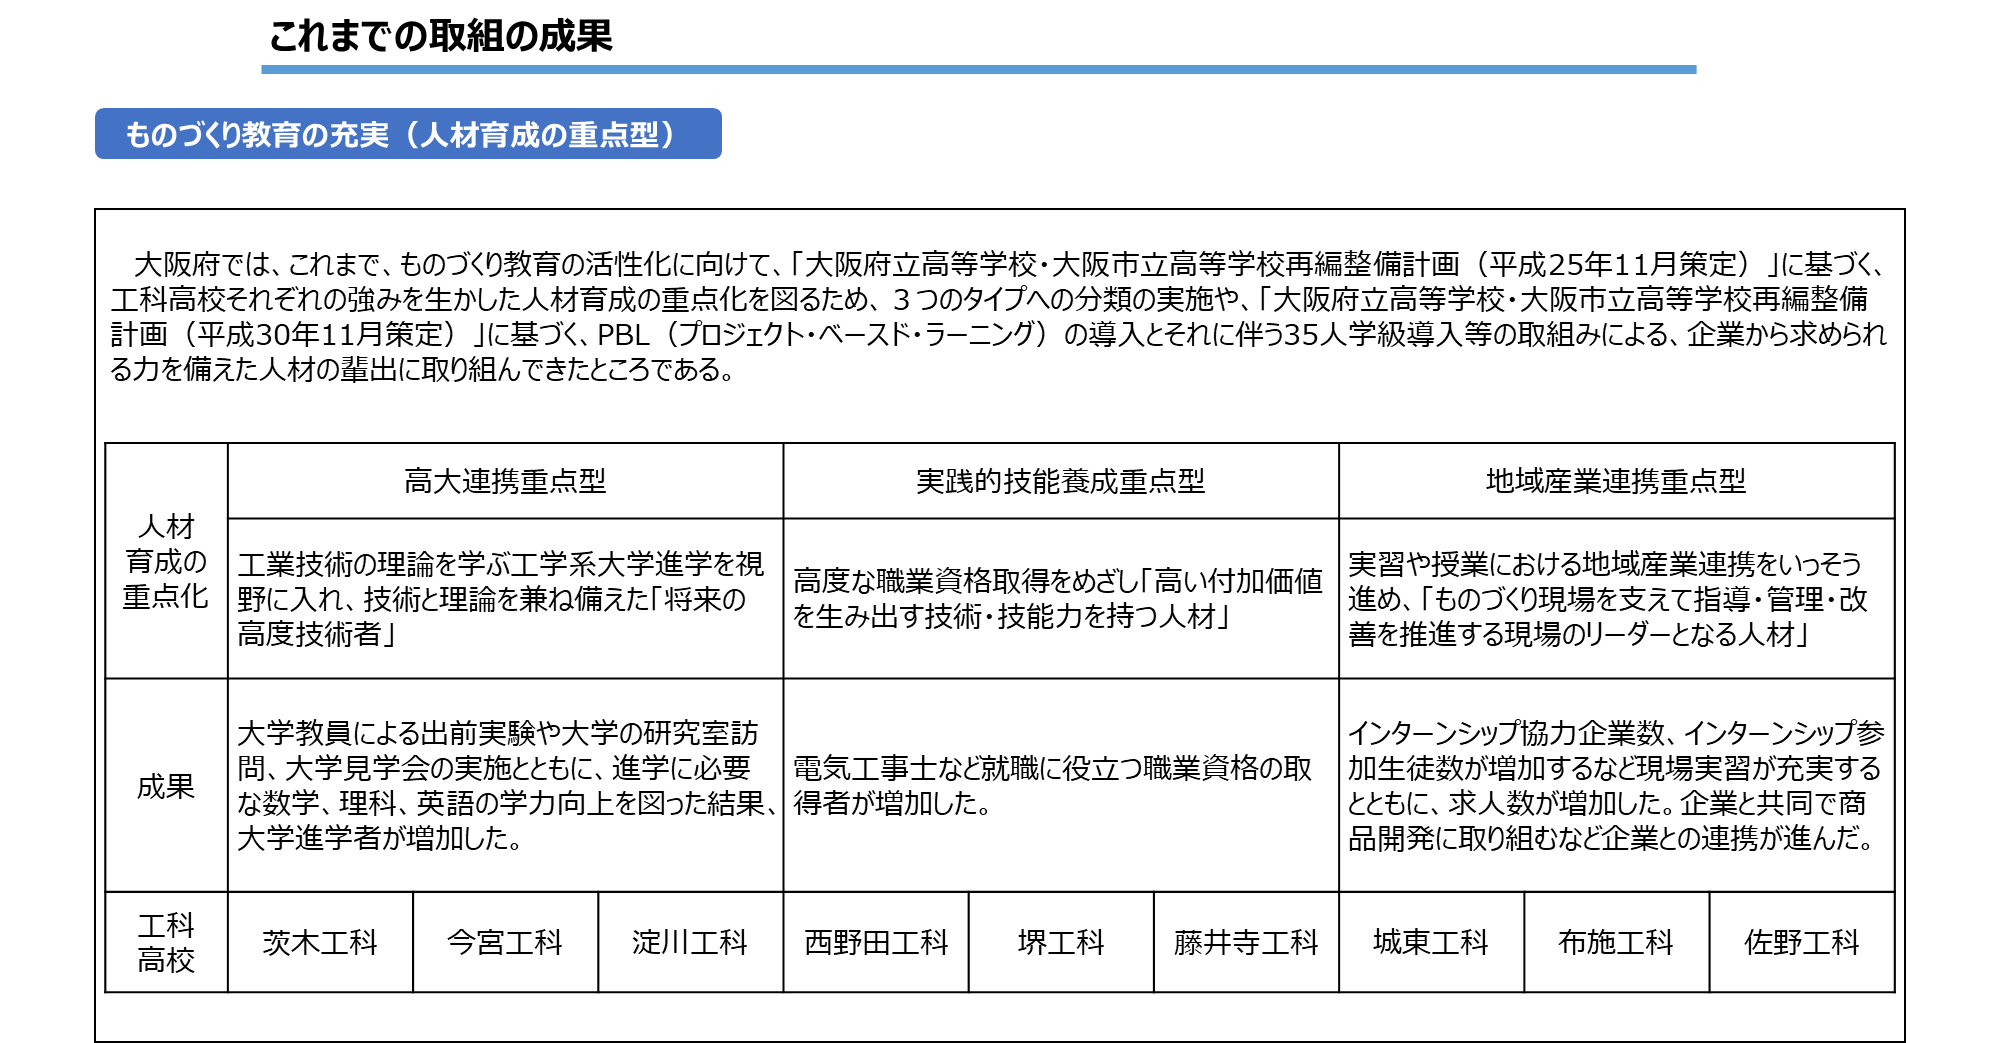 これまでの取組の成果
ものづくり教育の充実（人材育成の重点型）
大阪府では、これまで、ものづくり教育の活性化に向けて、「大阪府立高等学校・大阪市立高等学校再編整備計画（平成25年11月策定）」に基づく、
工科高校それぞれの強みを生かした人材育成の重点化を図るため、３つのタイプへの分類の実施や、「大阪府立高等学校・大阪市立高等学校再編整備
計画（平成30年11月策定）」に基づく、PBL（プロジェクト・ベースド・ラーニング）の導入とそれに伴う35人学級導入等の取組みによる、企業から求められ
る力を備えた人材の輩出に取り組んできたところである。
人材
育成の
重点化
高大連携重点型
実践的技能養成重点型
地域産業連携重点型
工業技術の理論を学ぶ工学系大学進学を視
野に入れ、技術と理論を兼ね備えた「将来の
高度技術者」
高度な職業資格取得をめざし「高い付加価値
を生み出す技術・技能力を持つ人材」
実習や授業における地域産業連携をいっそう
進め、「ものづくり現場を支えて指導・管理・改
善を推進する現場のリーダーとなる人材」
成果
大学教員による出前実験や大学の研究室訪
問、大学見学会の実施とともに、進学に必要
な数学、理科、英語の学力向上を図った結果、
大学進学者が増加した。
電気工事士など就職に役立つ職業資格の取
得者が増加した。
インターンシップ協力企業数、インターンシップ参
加生徒数が増加するなど現場実習が充実する
とともに、求人数が増加した。企業と共同で商
品開発に取り組むなど企業との連携が進んだ。
工科
高校
茨木工科
今宮工科
淀川工科
西野田工科
堺工科
藤井寺工科
城東工科
布施工科
佐野工科